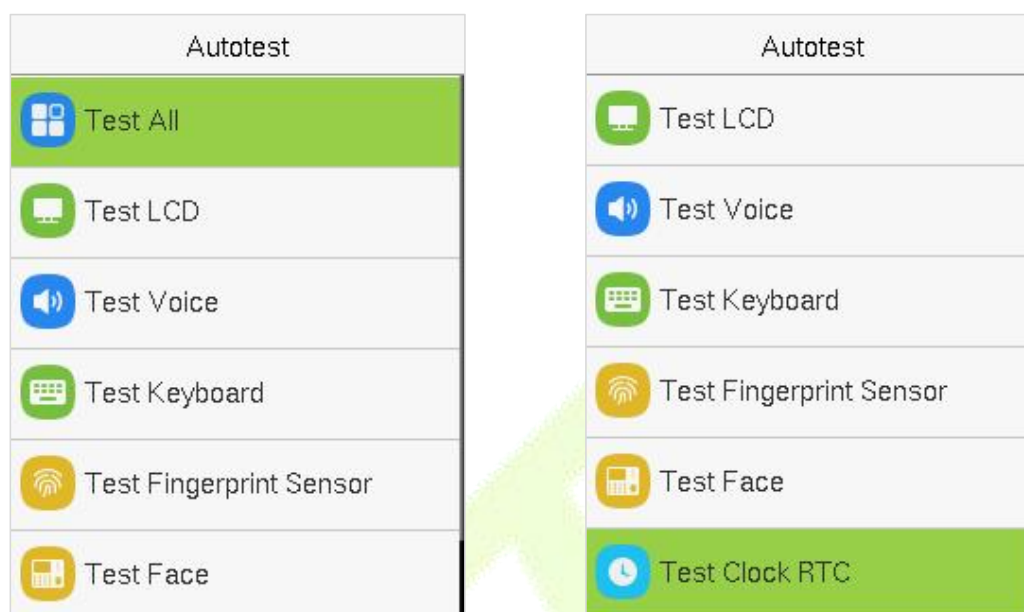 Autotest
Test All
Test LCD
Test Voice
Test Keyboard
Test Fingerprint Sensor
Test Face
Autotest
Test LCD
Test Voice
Test Keyboard
Test Fingerprint Sensor
Test Face
Test Clock RTC